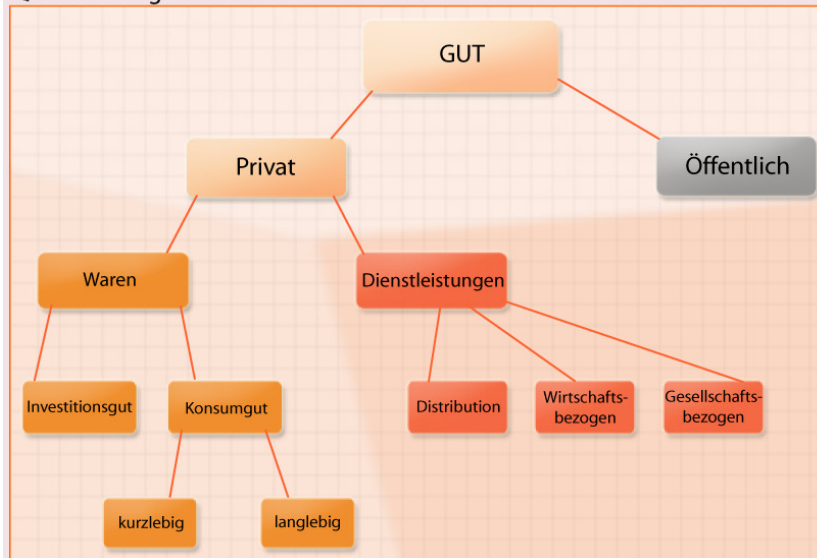 GUT
Privat
Öffentlich
Waren
Dienstleistungen
Investitionsgut
Konsumgut
Distribution
Wirtschafts-
bezogen
Gesellschafts-
bezogen
kurzlebig
langlebig